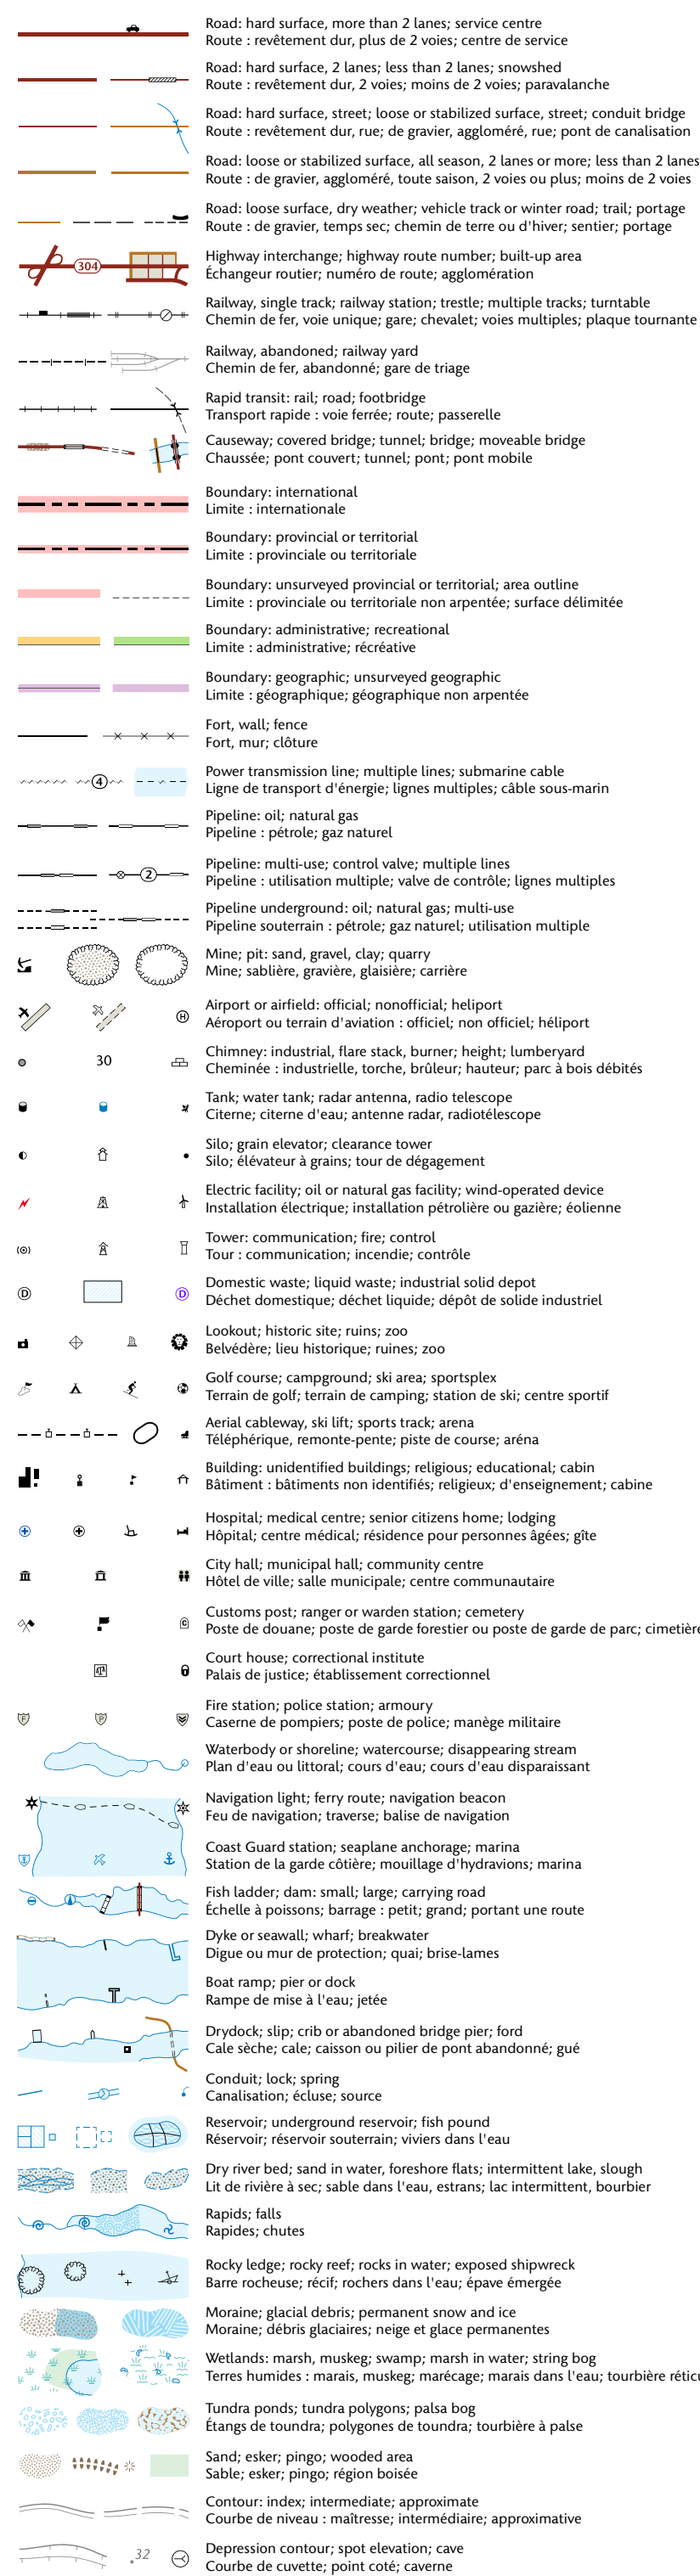 Road: hard surface, more than 2 lanes; service centre
Route : revêtement dur, plus de 2 voies; centre de service
Road: hard surface, 2 lanes; less than 2 lanes; snowshed
Route : revêtement dur, 2 voies; moins de 2 voies; paravalanche
Road: hard surface, street; loose or stabilized surface, street; conduit bridge
Route : revêtement dur, rue; de gravier, aggloméré, rue; pont de canalisation
Road: loose or stabilized surface, all season, 2 lanes or more; less than 2 lanes
Route : de gravier, aggloméré, toute saison, 2 voies ou plus; moins de 2 voies
Road: loose surface, dry weather; vehicle track or winter road; trail; portage
Route : de gravier, temps sec; chemin de terre ou d'hiver; sentier; portage
304
Highway interchange; highway route number; built-up area
Échangeur routier; numéro de route; agglomération
Railway, single track; railway station; trestle; multiple tracks; turntable
Chemin de fer, voie unique; gare; chevalet; voies multiples; plaque tournante
Railway, abandoned; railway yard
Chemin de fer, abandonné; gare de triage
Rapid transit: rail; road; footbridge
Transport rapide : voie ferrée; route; passerelle
Causeway; covered bridge; tunnel; bridge; moveable bridge
Chaussée; pont couvert; tunnel; pont; pont mobile
Boundary: international
Limite : internationale
Boundary: provincial or territorial
Limite : provinciale ou territoriale
Boundary: unsurveyed provincial or territorial; area outline
Limite : provinciale ou territoriale non arpentée; surface délimitée
Boundary: administrative; recreational
Limite : administrative; récréative
Boundary: geographic; unsurveyed geographic
Limite : géographique; géographique non arpentée
Fort, wall; fence
Fort, mur; clôture
4
Power transmission line; multiple lines; submarine cable
Ligne de transport d'énergie; lignes multiples; câble sous-marin
Pipeline: oil; natural gas
Pipeline : pétrole; gaz naturel
2
Pipeline: multi-use; control valve; multiple lines
Pipeline : utilisation multiple; valve de contrôle; lignes multiples
Pipeline underground: oil; natural gas; multi-use
Pipeline souterrain : pétrole; gaz naturel; utilisation multiple
Mine; pit: sand, gravel, clay; quarry
Mine; sablière, gravière, glaisière; carrière
H
Airport or airfield: official; nonofficial; heliport
Aéroport ou terrain d'aviation : officiel; non officiel; héliport
30
Chimney: industrial, flare stack, burner; height; lumberyard
Cheminée : industrielle, torche, brûleur; hauteur; parc à bois débités
Tank; water tank; radar antenna, radio telescope
Citerne; citerne d'eau; antenne radar, radiotélescope
Silo; grain elevator; clearance tower
Silo; élévateur à grains; tour de dégagement
Electric facility; oil or natural gas facility; wind-operated device
Installation électrique; installation pétrolière ou gazière; éolienne
Tower: communication; fire; control
Tour : communication; incendie; contrôle
D D
Domestic waste; liquid waste; industrial solid depot
Déchet domestique; déchet liquide; dépôt de solide industriel
Lookout; historic site; ruins; zoo
Belvédère; lieu historique; ruines; zoo
Golf course; campground; ski area; sportsplex
Terrain de golf; terrain de camping; station de ski; centre sportif
Aerial cableway, ski lift; sports track; arena
Téléphérique, remonte-pente; piste de course; aréna
Building: unidentified buildings; religious; educational; cabin
Bâtiment : bâtiments non identifiés; religieux; d'enseignement; cabine
Hospital; medical centre; senior citizens home; lodging
Hôpital; centre médical; résidence pour personnes âgées; gîte
City hall; municipal hall; community centre
Hôtel de ville; salle municipale; centre communautaire
C
Customs post; ranger or warden station; cemetery
Poste de douane; poste de garde forestier ou poste de garde de parc; cimetière
Court house; correctional institute
Palais de justice; établissement correctionnel
F P
Fire station; police station; armoury
Caserne de pompiers; poste de police; manège militaire
Waterbody or shoreline; watercourse; disappearing stream
Plan d'eau ou littoral; cours d'eau; cours d'eau disparaissant
Navigation light; ferry route; navigation beacon
Feu de navigation; traverse; balise de navigation
Coast Guard station; seaplane anchorage; marina
Station de la garde côtière; mouillage d'hydravions; marina
Fish ladder; dam: small; large; carrying road
Échelle à poissons; barrage : petit; grand; portant une route
Dyke or seawall; wharf; breakwater
Digue ou mur de protection; quai; brise-lames
Boat ramp; pier or dock
Rampe de mise à l'eau; jetée
Drydock; slip; crib or abandoned bridge pier; ford
Cale sèche; cale; caisson ou pilier de pont abandonné; gué
Conduit; lock; spring
Canalisation; écluse; source
Reservoir; underground reservoir; fish pound
Réservoir; réservoir souterrain; viviers dans l'eau
Dry river bed; sand in water, foreshore flats; intermittent lake, slough
Lit de rivière à sec; sable dans l'eau, estrans; lac intermittent, bourbier
Rapids; falls
Rapides; chutes
Rocky ledge; rocky reef; rocks in water; exposed shipwreck
Barre rocheuse; récif; rochers dans l'eau; épave émergée
Moraine; glacial debris; permanent snow and ice
Moraine; débris glaciaires; neige et glace permanentes
Wetlands: marsh, muskeg; swamp; marsh in water; string bog
Terres humides : marais, muskeg; marécage; marais dans l'eau; tourbière réticu
Tundra ponds; tundra polygons; palsa bog
Étangs de toundra; polygones de toundra; tourbière à palse
Sand; esker; pingo; wooded area
Sable; esker; pingo; région boisée
Contour: index; intermediate; approximate
Courbe de niveau : maîtresse; intermédiaire; approximative
32
Depression contour; spot elevation; cave
Courbe de cuvette; point coté; caverne